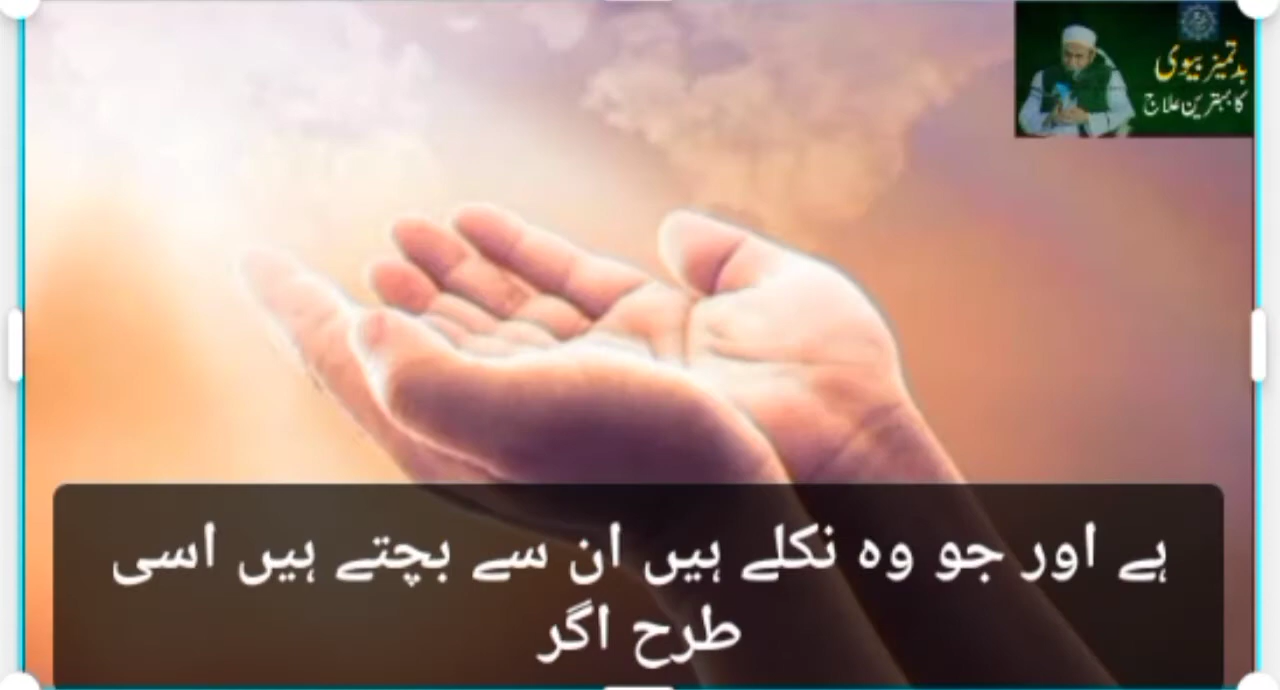 بدتمیز بیوی
کا بہترین علاج
ہے اور جو وہ نکلے ہیں ان سے بچتے ہیں اسی
طرح اگر